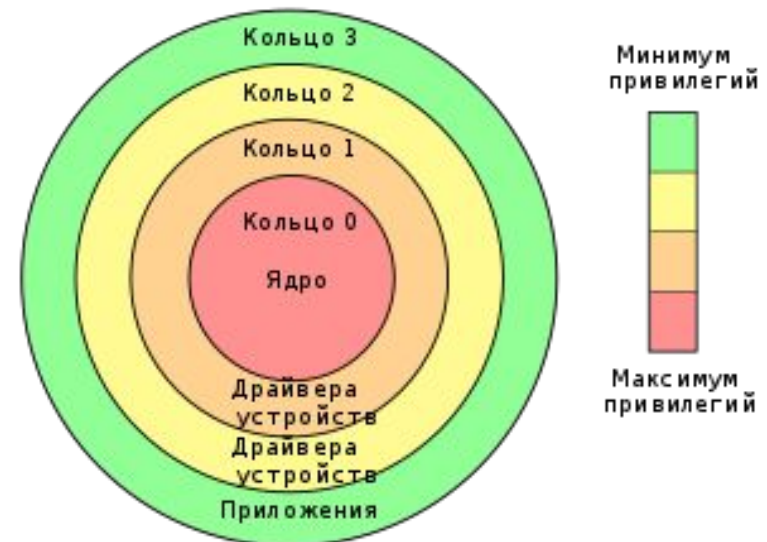 Кольцо 3
Кольцо 2
Кольцо 1
Кольцо 0
Ядро
Драйвера
устройств
Драйвера
устройств
Приложения
Минимум
привилегий
Максимум
привилегий